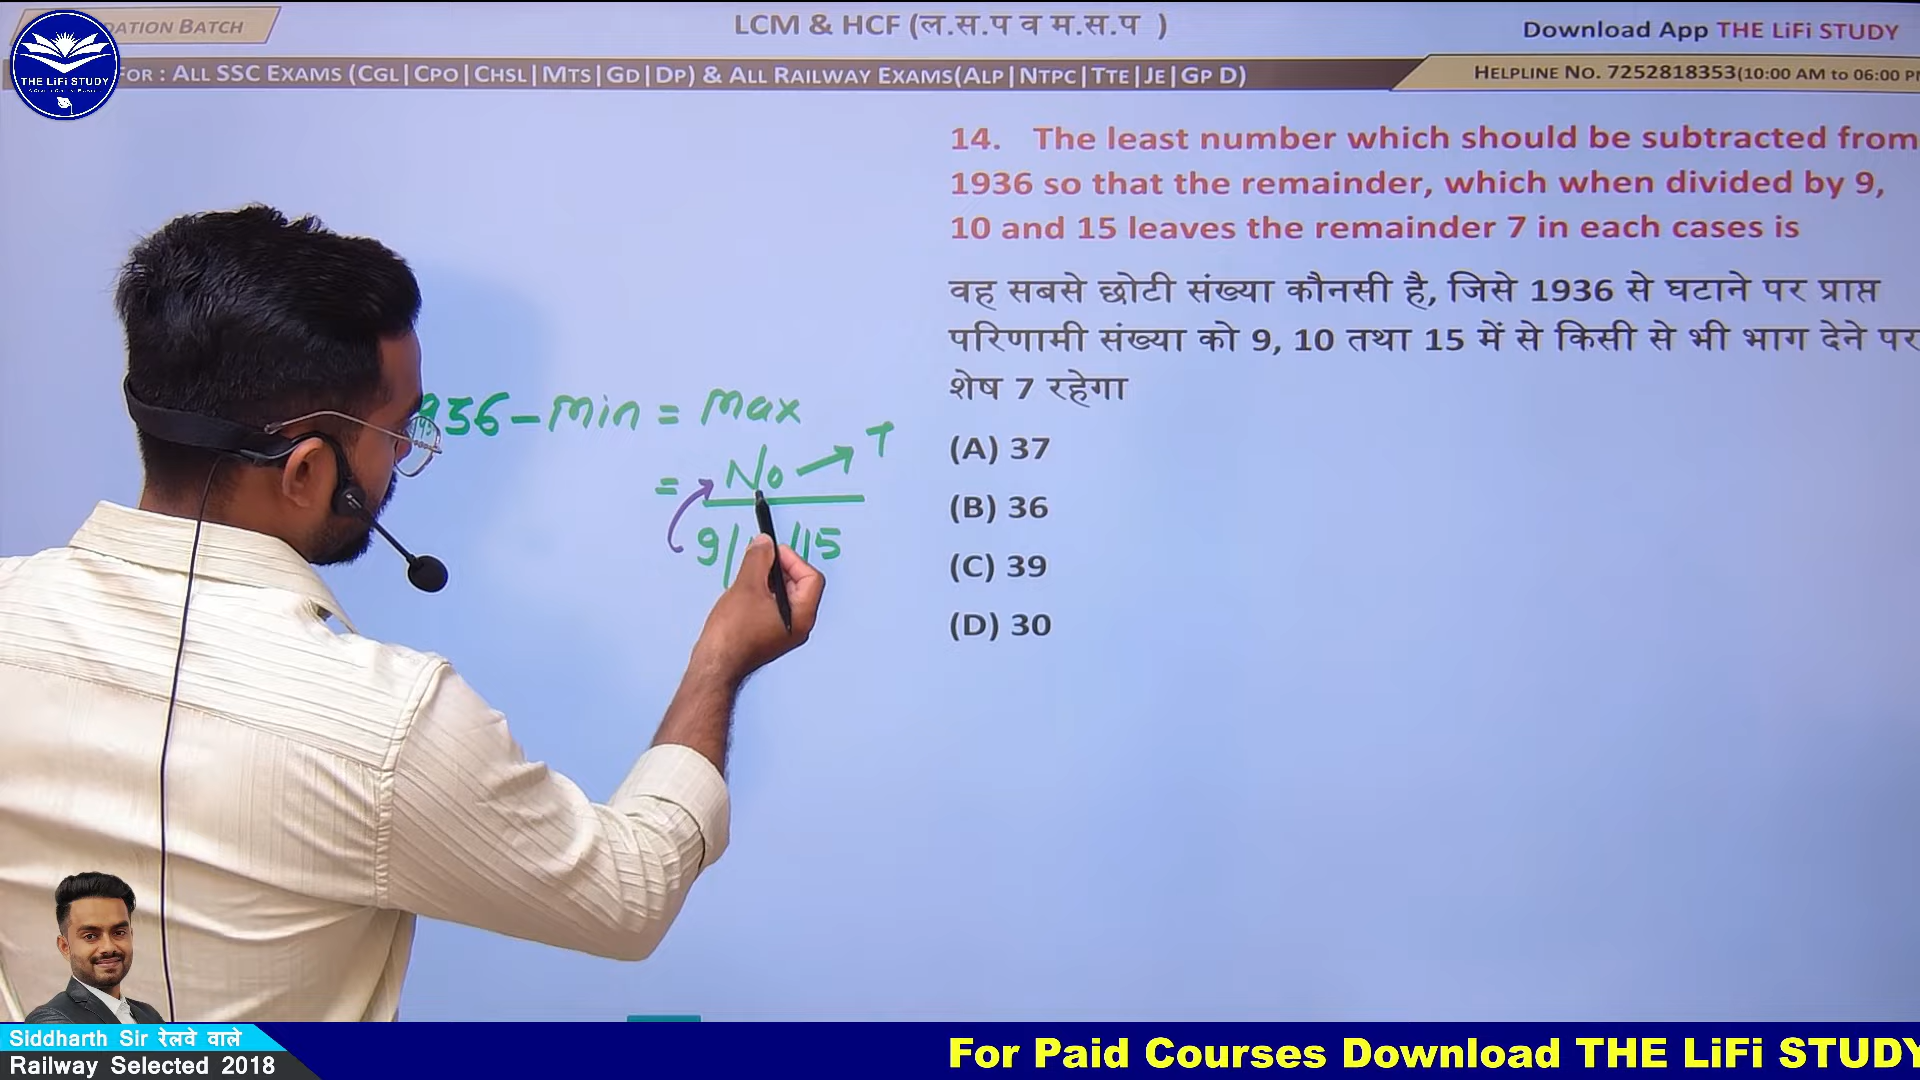 DATION BATCH
LCM & HCF (ल.स.प व म.स.प )
Download App THE LiFi STUDY
THE LiFi STUDY
FOR : ALL SSC EXAMS (CGL|CPO|CHSL|MTS|GD|DP) & ALL RAILWAY EXAMS(ALP|NTPC|TTE|JE|GP D)
HELPLINE NO. 7252818353(10:00 AM TO 06:00 PM
14. The least number which should be subtracted from
1936 so that the remainder, which when divided by 9,
10 and 15 leaves the remainder 7 in each cases is
वह सबसे छोटी संख्या कौनसी है, जिसे 1936 से घटाने पर प्राप्त
परिणामी संख्या को 9, 10 तथा 15 में से किसी से भी भाग देने पर
शेष 7 रहेगा
(A) 37
(B) 36
(C) 39
(D) 30
936 - Min = Max
= No → 7
9/ /15
Siddharth Sir रेलवे वाले
Railway Selected 2018
For Paid Courses Download THE LiFi STUDY